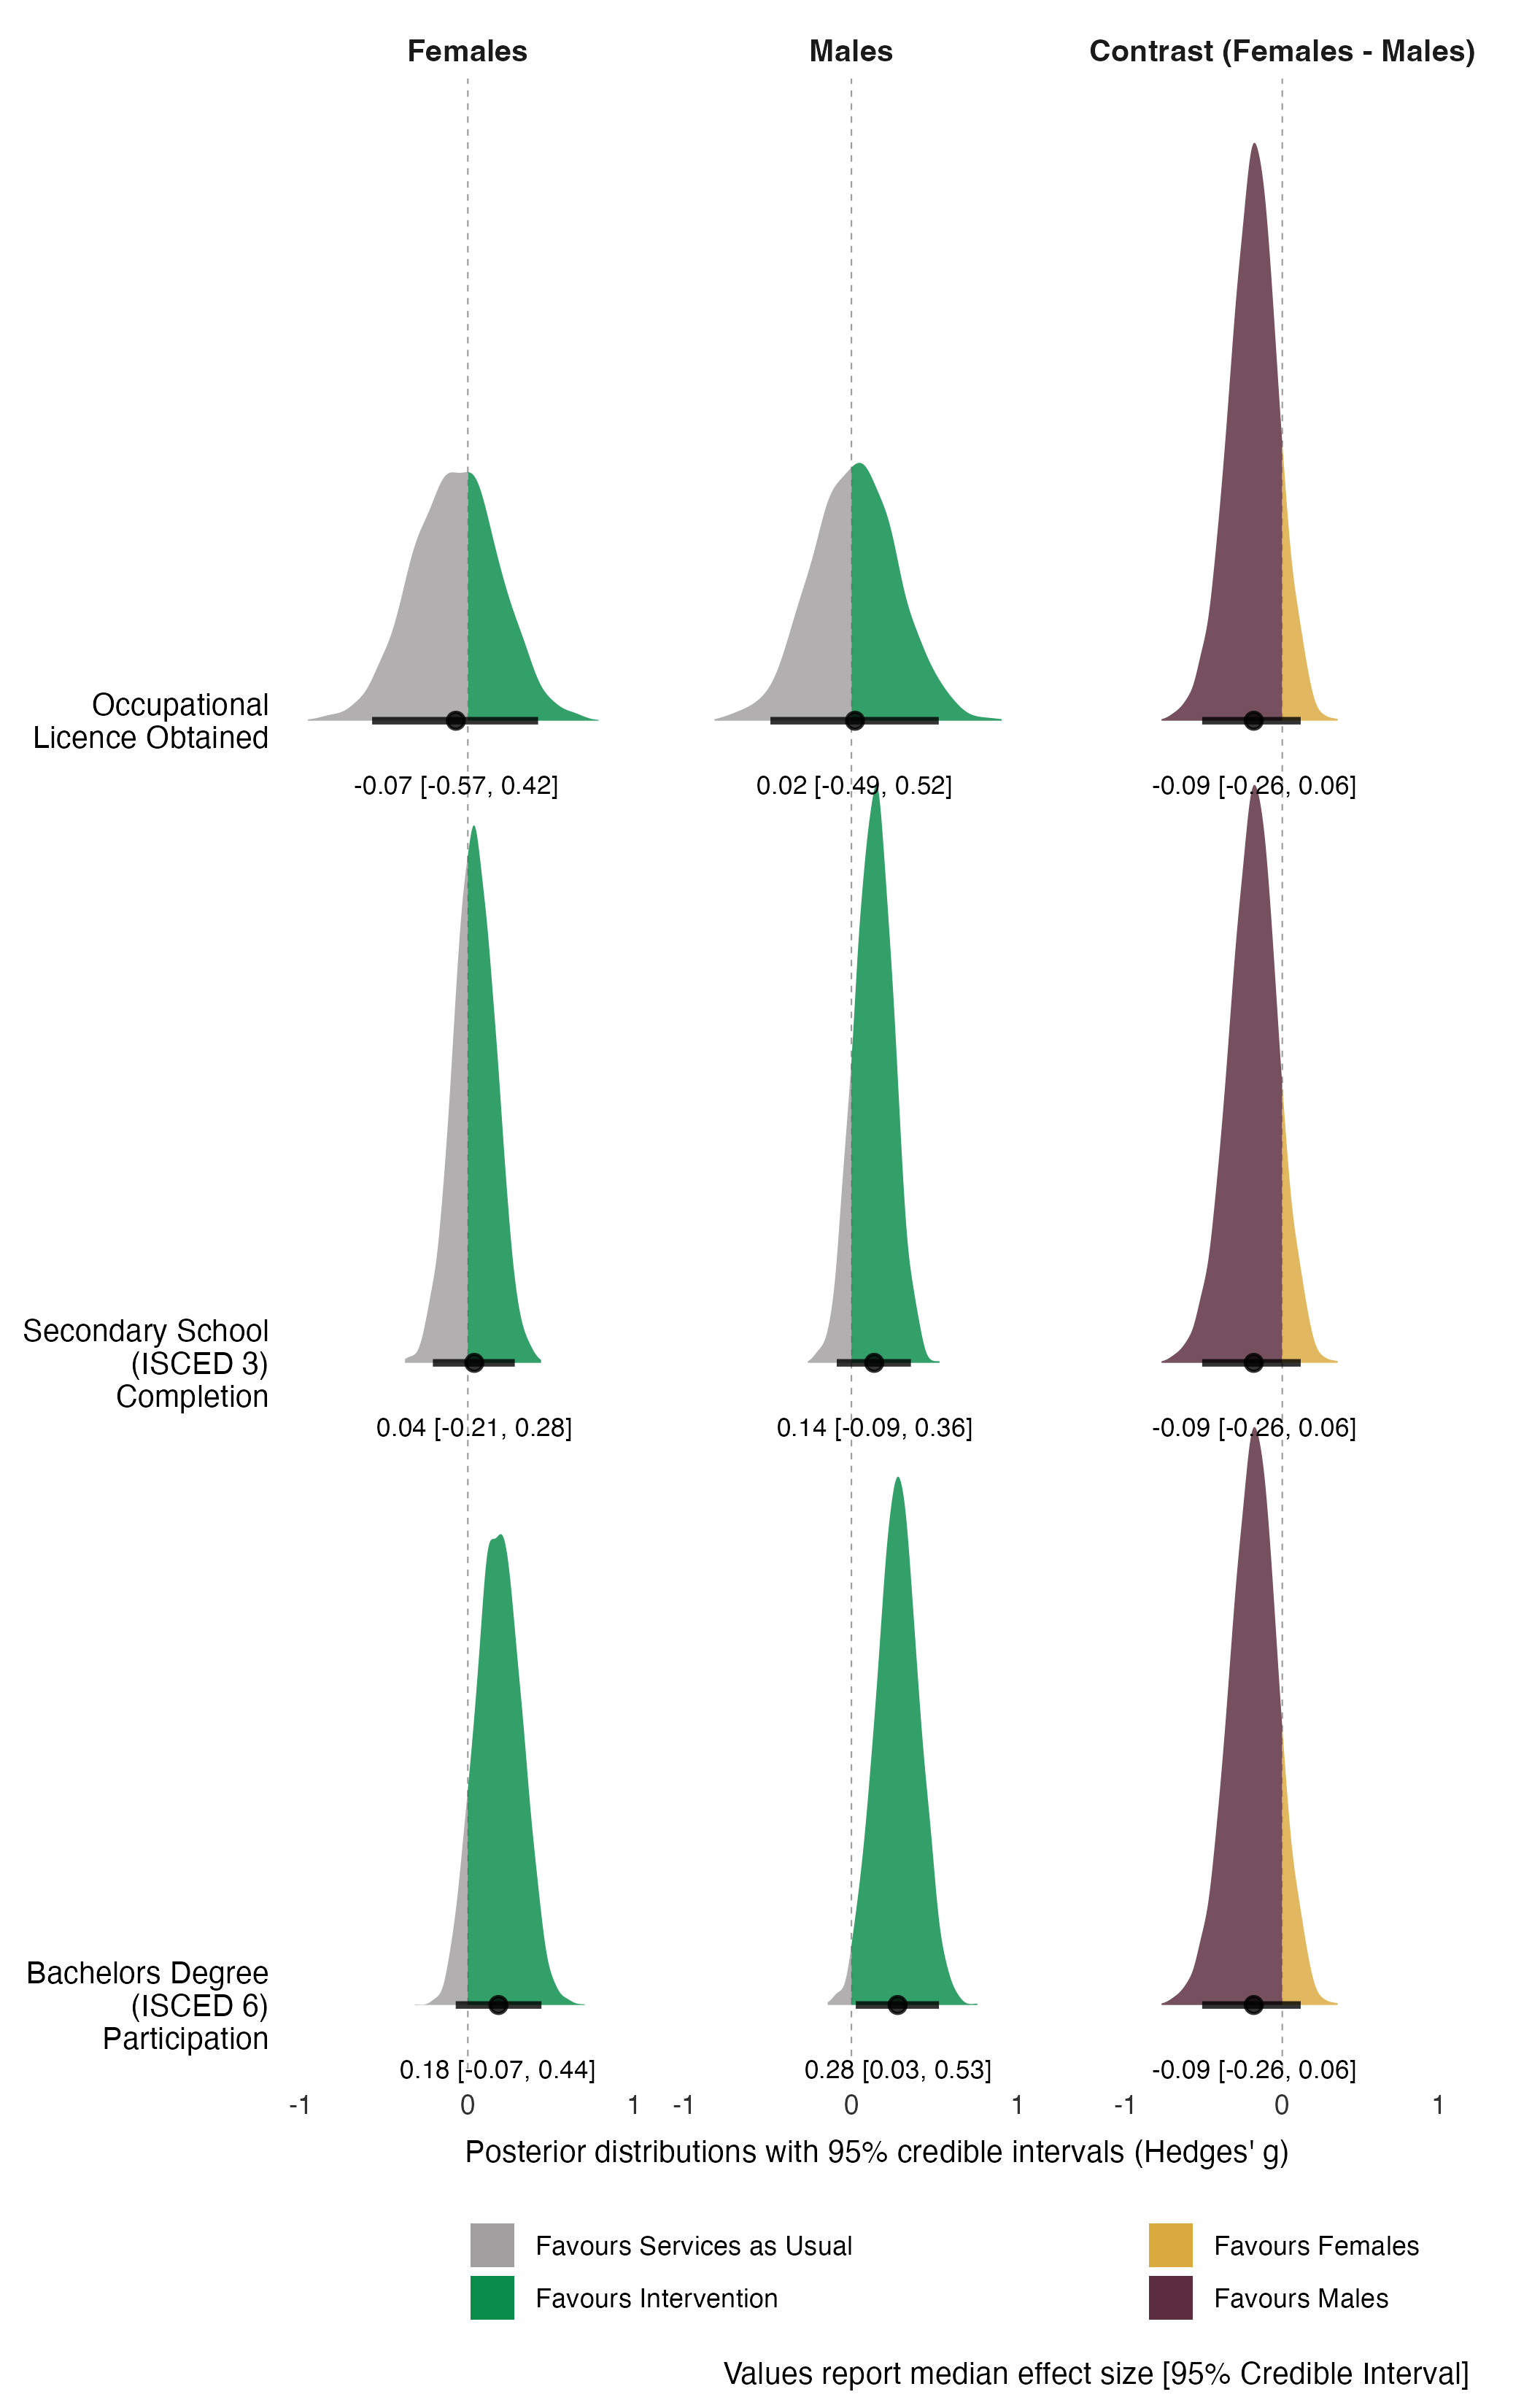 Females Males Contrast (Females - Males)
Occupational
Licence Obtained
-0.07 [-0.57, 0.42] 0.02 [-0.49, 0.52] -0.09 [-0.26, 0.06]
Secondary School
(ISCED 3)
Completion
0.04 [-0.21, 0.28] 0.14 [-0.09, 0.36] -0.09 [-0.26, 0.06]
Bachelors Degree
(ISCED 6)
Participation
0.18 [-0.07, 0.44] 0.28 [0.03, 0.53] -0.09 [-0.26, 0.06]
-1 0 1 -1 0 1 -1 0 1
Posterior distributions with 95% credible intervals (Hedges' g)
Favours Services as Usual Favours Females
Favours Intervention Favours Males
Values report median effect size [95% Credible Interval]